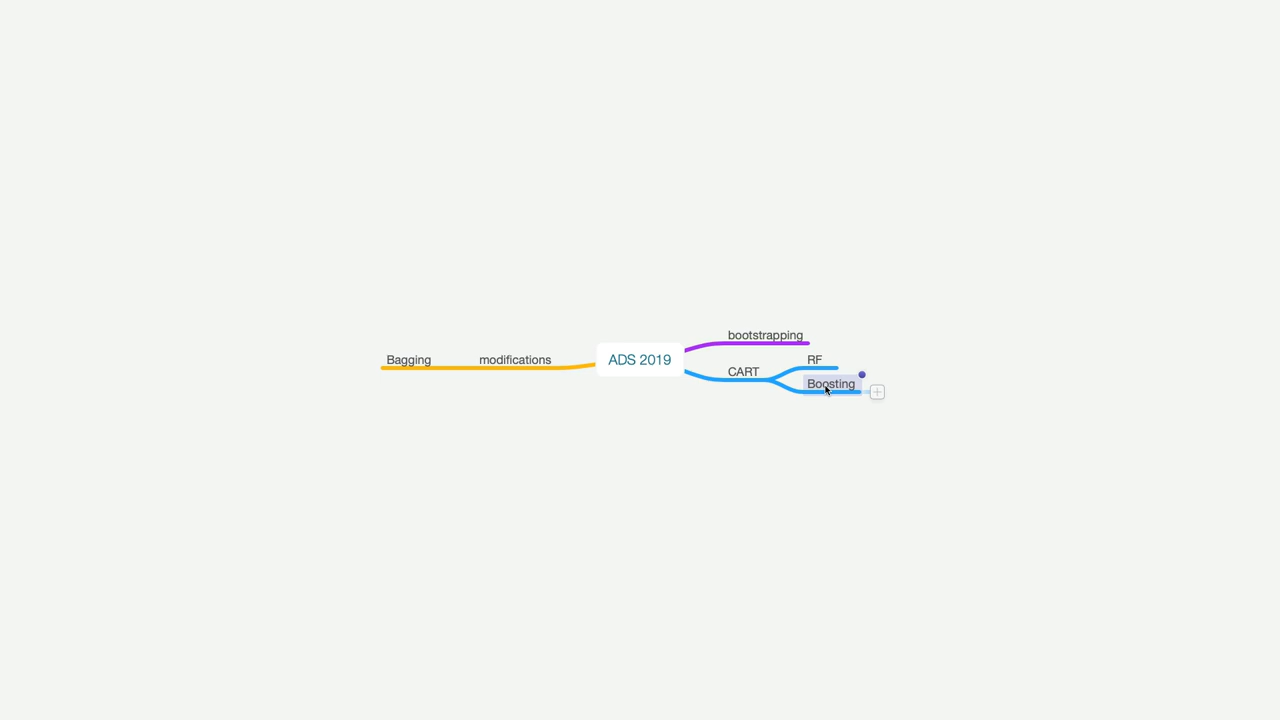 bootstrapping
Bagging
modifications
ADS 2019
RF
CART
Boosting